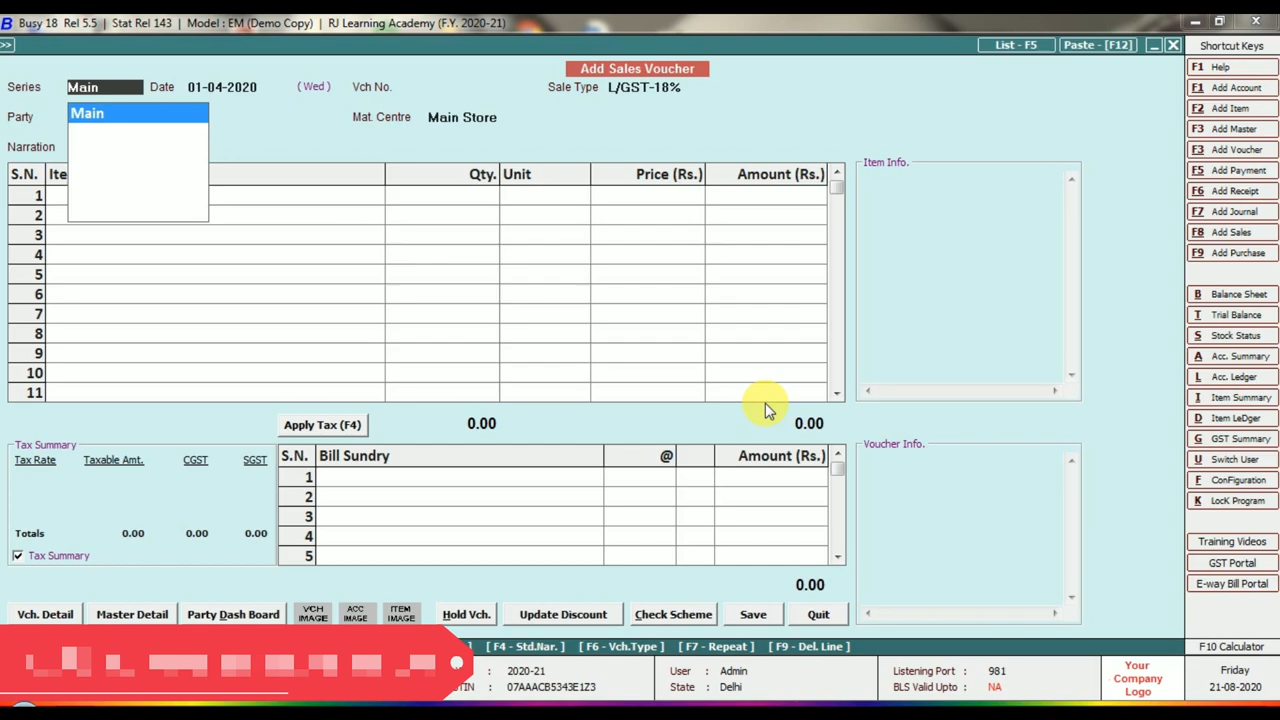 Busy 18 Rel 5.5 | Stat Rel 143 | Model : EM (Demo Copy) | RJ Learning Academy (F.Y. 2020-21)
>> List - F5 Paste - [F12] Shortcut Keys
Add Sales Voucher
Series Main Date 01-04-2020 ( Wed ) Vch No. Sale Type L/GST-18%
Main
Party Mat. Centre Main Store
Narration
S.N. Ite Qty. Unit Price (Rs.) Amount (Rs.)
1
2
3
4
5
6
7
8
9
10
11
Item Info.
Apply Tax (F4) 0.00 0.00
Tax Summary
Tax Rate Taxable Amt. CGST SGST
Totals 0.00 0.00 0.00
Tax Summary
S.N. Bill Sundry @ Amount (Rs.)
1
2
3
4
5
0.00
Voucher Info.
Vch. Detail Master Detail Party Dash Board VCH IMAGE ACC IMAGE ITEM IMAGE Hold Vch. Update Discount Check Scheme Save Quit
] [ F4 - Std.Nar. ] [ F6 - Vch.Type ] [ F7 - Repeat ] [ F9 - Del. Line ]
: 2020-21 User : Admin Listening Port : 981
: 07AAACB5343E1Z3 State : Delhi BLS Valid Upto : NA
Your
Company
Logo
F1 Help
F1 Add Account
F2 Add Item
F3 Add Master
F3 Add Voucher
F5 Add Payment
F6 Add Receipt
F7 Add Journal
F8 Add Sales
F9 Add Purchase
B Balance Sheet
T Trial Balance
S Stock Status
A Acc. Summary
L Acc. Ledger
I Item Summary
D Item LeDger
G GST Summary
U Switch User
F ConFiguration
K LocK Program
Training Videos
GST Portal
E-way Bill Portal
F10 Calculator
Friday
21-08-2020